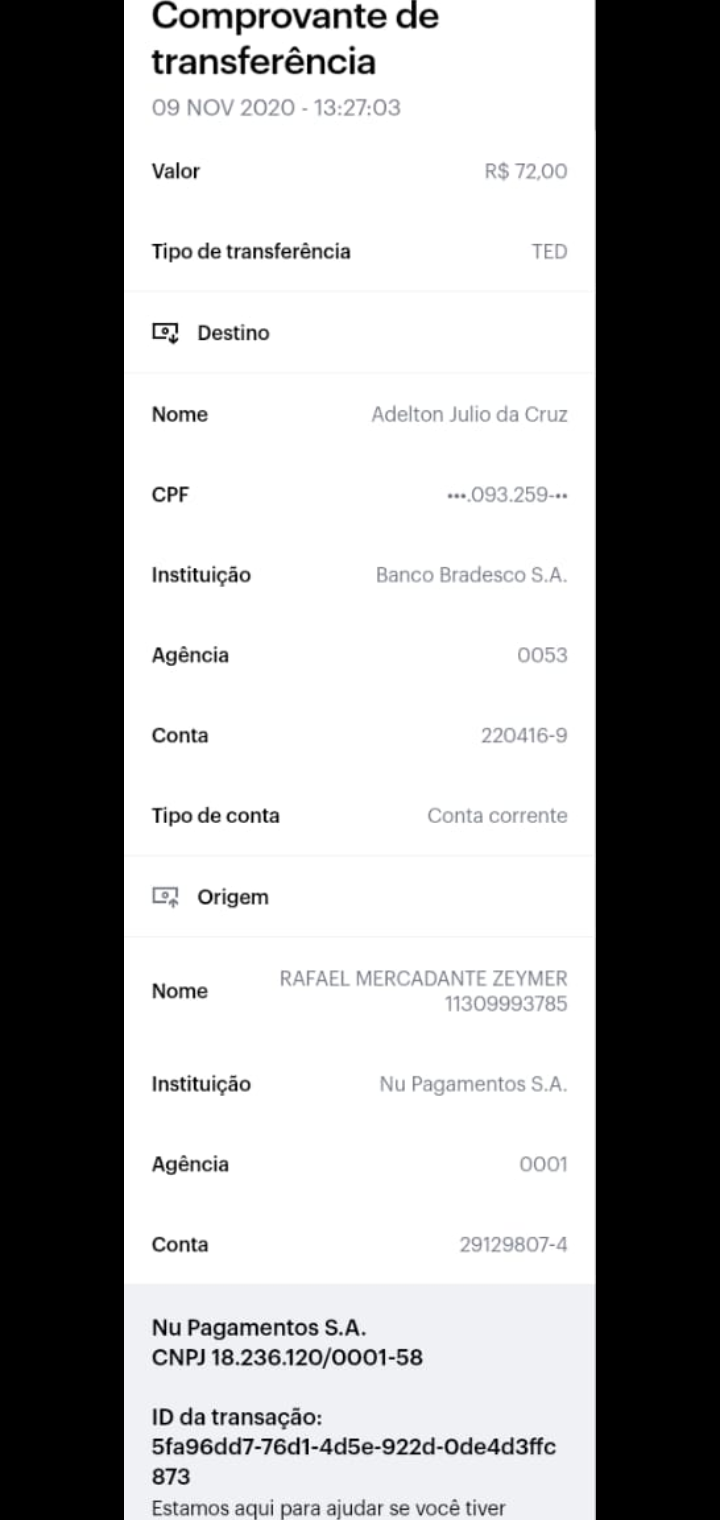 Comprovante de
transferência
09 NOV 2020 - 13:27:03
Valor R$ 72,00
Tipo de transferência TED
Destino
Nome Adelton Julio da Cruz
CPF •••.093.259-••
Instituição Banco Bradesco S.A.
Agência 0053
Conta 220416-9
Tipo de conta Conta corrente
Origem
RAFAEL MERCADANTE ZEYMER
Nome
11309993785
Instituição Nu Pagamentos S.A.
Agência 0001
Conta 29129807-4
Nu Pagamentos S.A.
CNPJ 18.236.120/0001-58
ID da transação:
5fa96dd7-76d1-4d5e-922d-0de4d3ffc
873
Estamos aqui para ajudar se você tiver